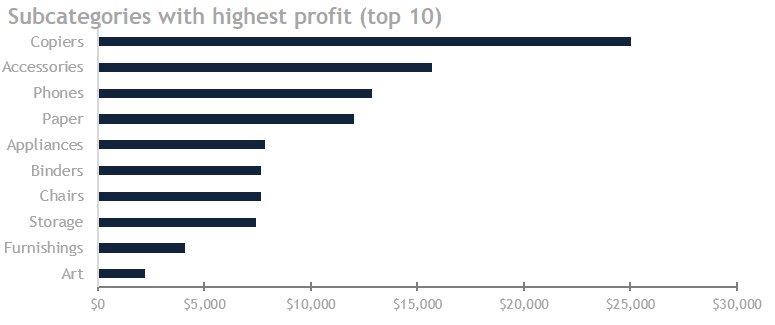 Subcategories with highest profit (top 10)
Copiers
Accessories
Phones
Paper
Appliances
Binders
Chairs
Storage
Furnishings
Art
$0 $5,000 $10,000 $15,000 $20,000 $25,000 $30,000